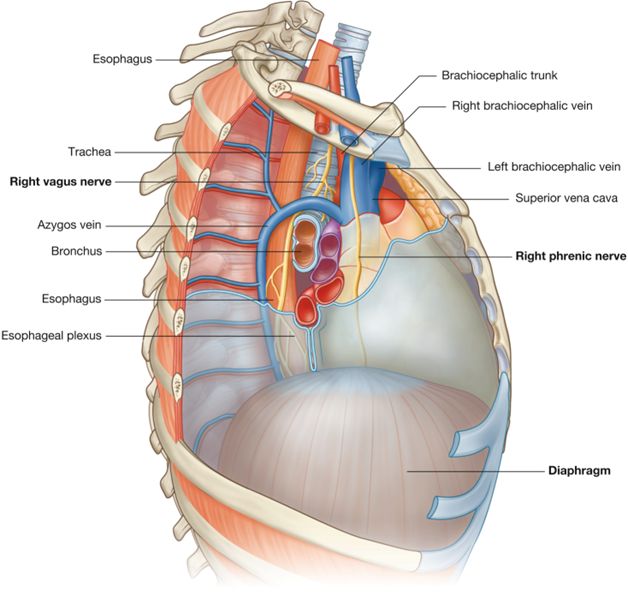 Esophagus
Brachiocephalic trunk
Right brachiocephalic vein
Trachea
Left brachiocephalic vein
Right vagus nerve
Superior vena cava
Azygos vein
Bronchus
Right phrenic nerve
Esophagus
Esophageal plexus
Diaphragm